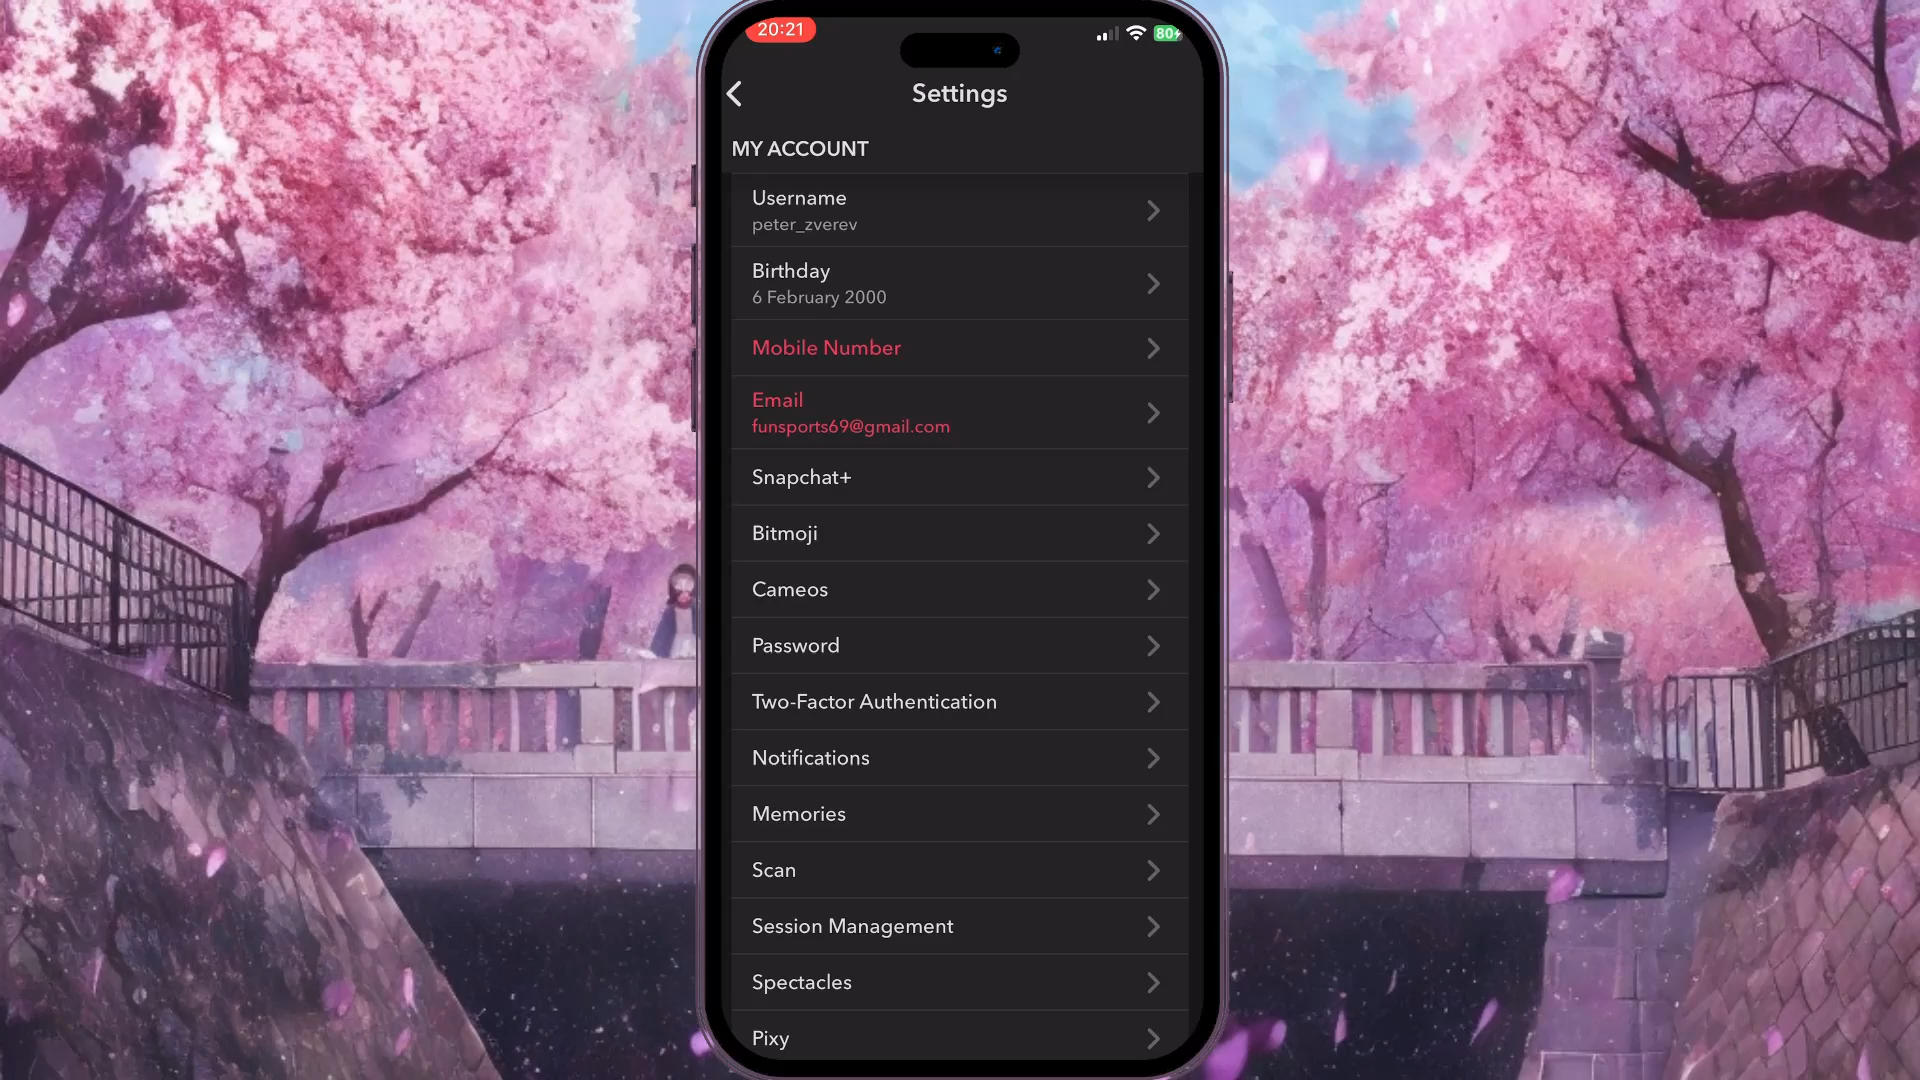 20:21
80
Settings
MY ACCOUNT
Username
peter_zverev
Birthday
6 February 2000
Mobile Number
Email
funsports69@gmail.com
Snapchat+
Bitmoji
Cameos
Password
Two-Factor Authentication
Notifications
Memories
Scan
Session Management
Spectacles
Pixy